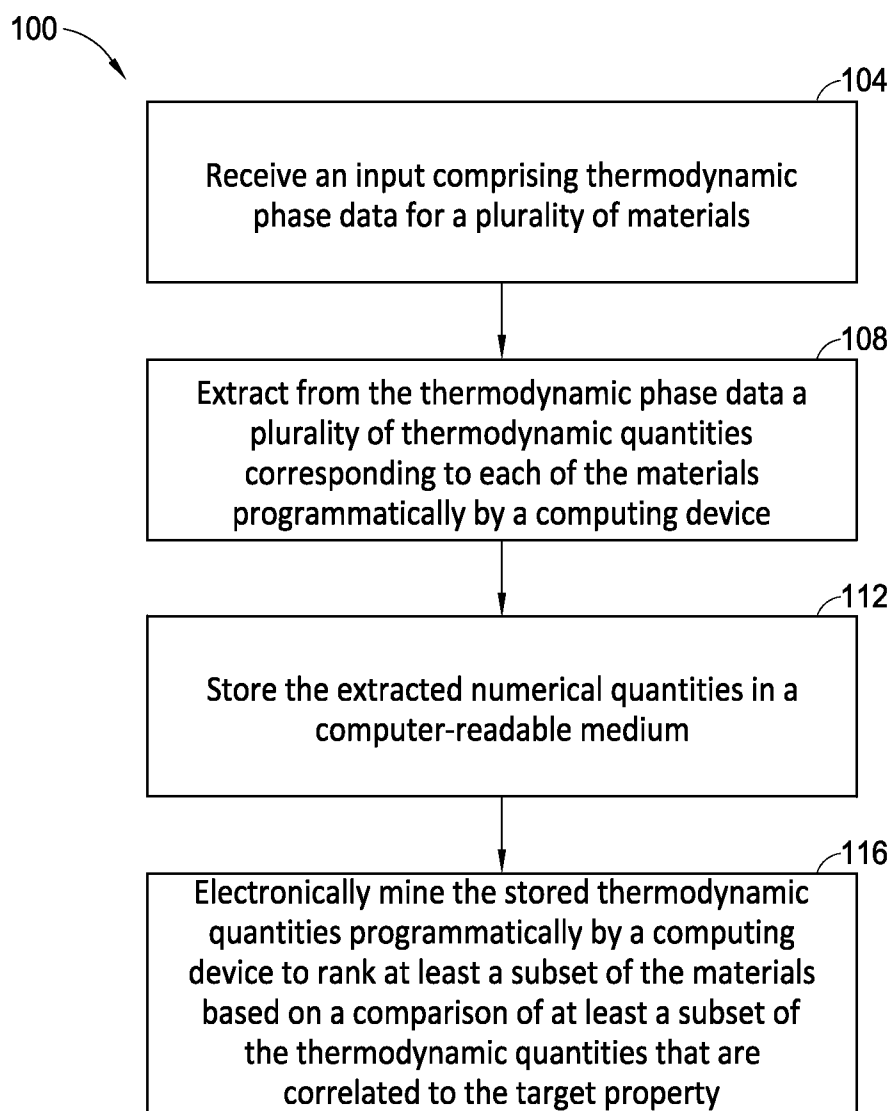 100
104
Receive an input comprising thermodynamic
phase data for a plurality of materials
108
Extract from the thermodynamic phase data a
plurality of thermodynamic quantities
corresponding to each of the materials
programmatically by a computing device
112
Store the extracted numerical quantities in a
computer-readable medium
116
Electronically mine the stored thermodynamic
quantities programmatically by a computing
device to rank at least a subset of the materials
based on a comparison of at least a subset of
the thermodynamic quantities that are
correlated to the target property